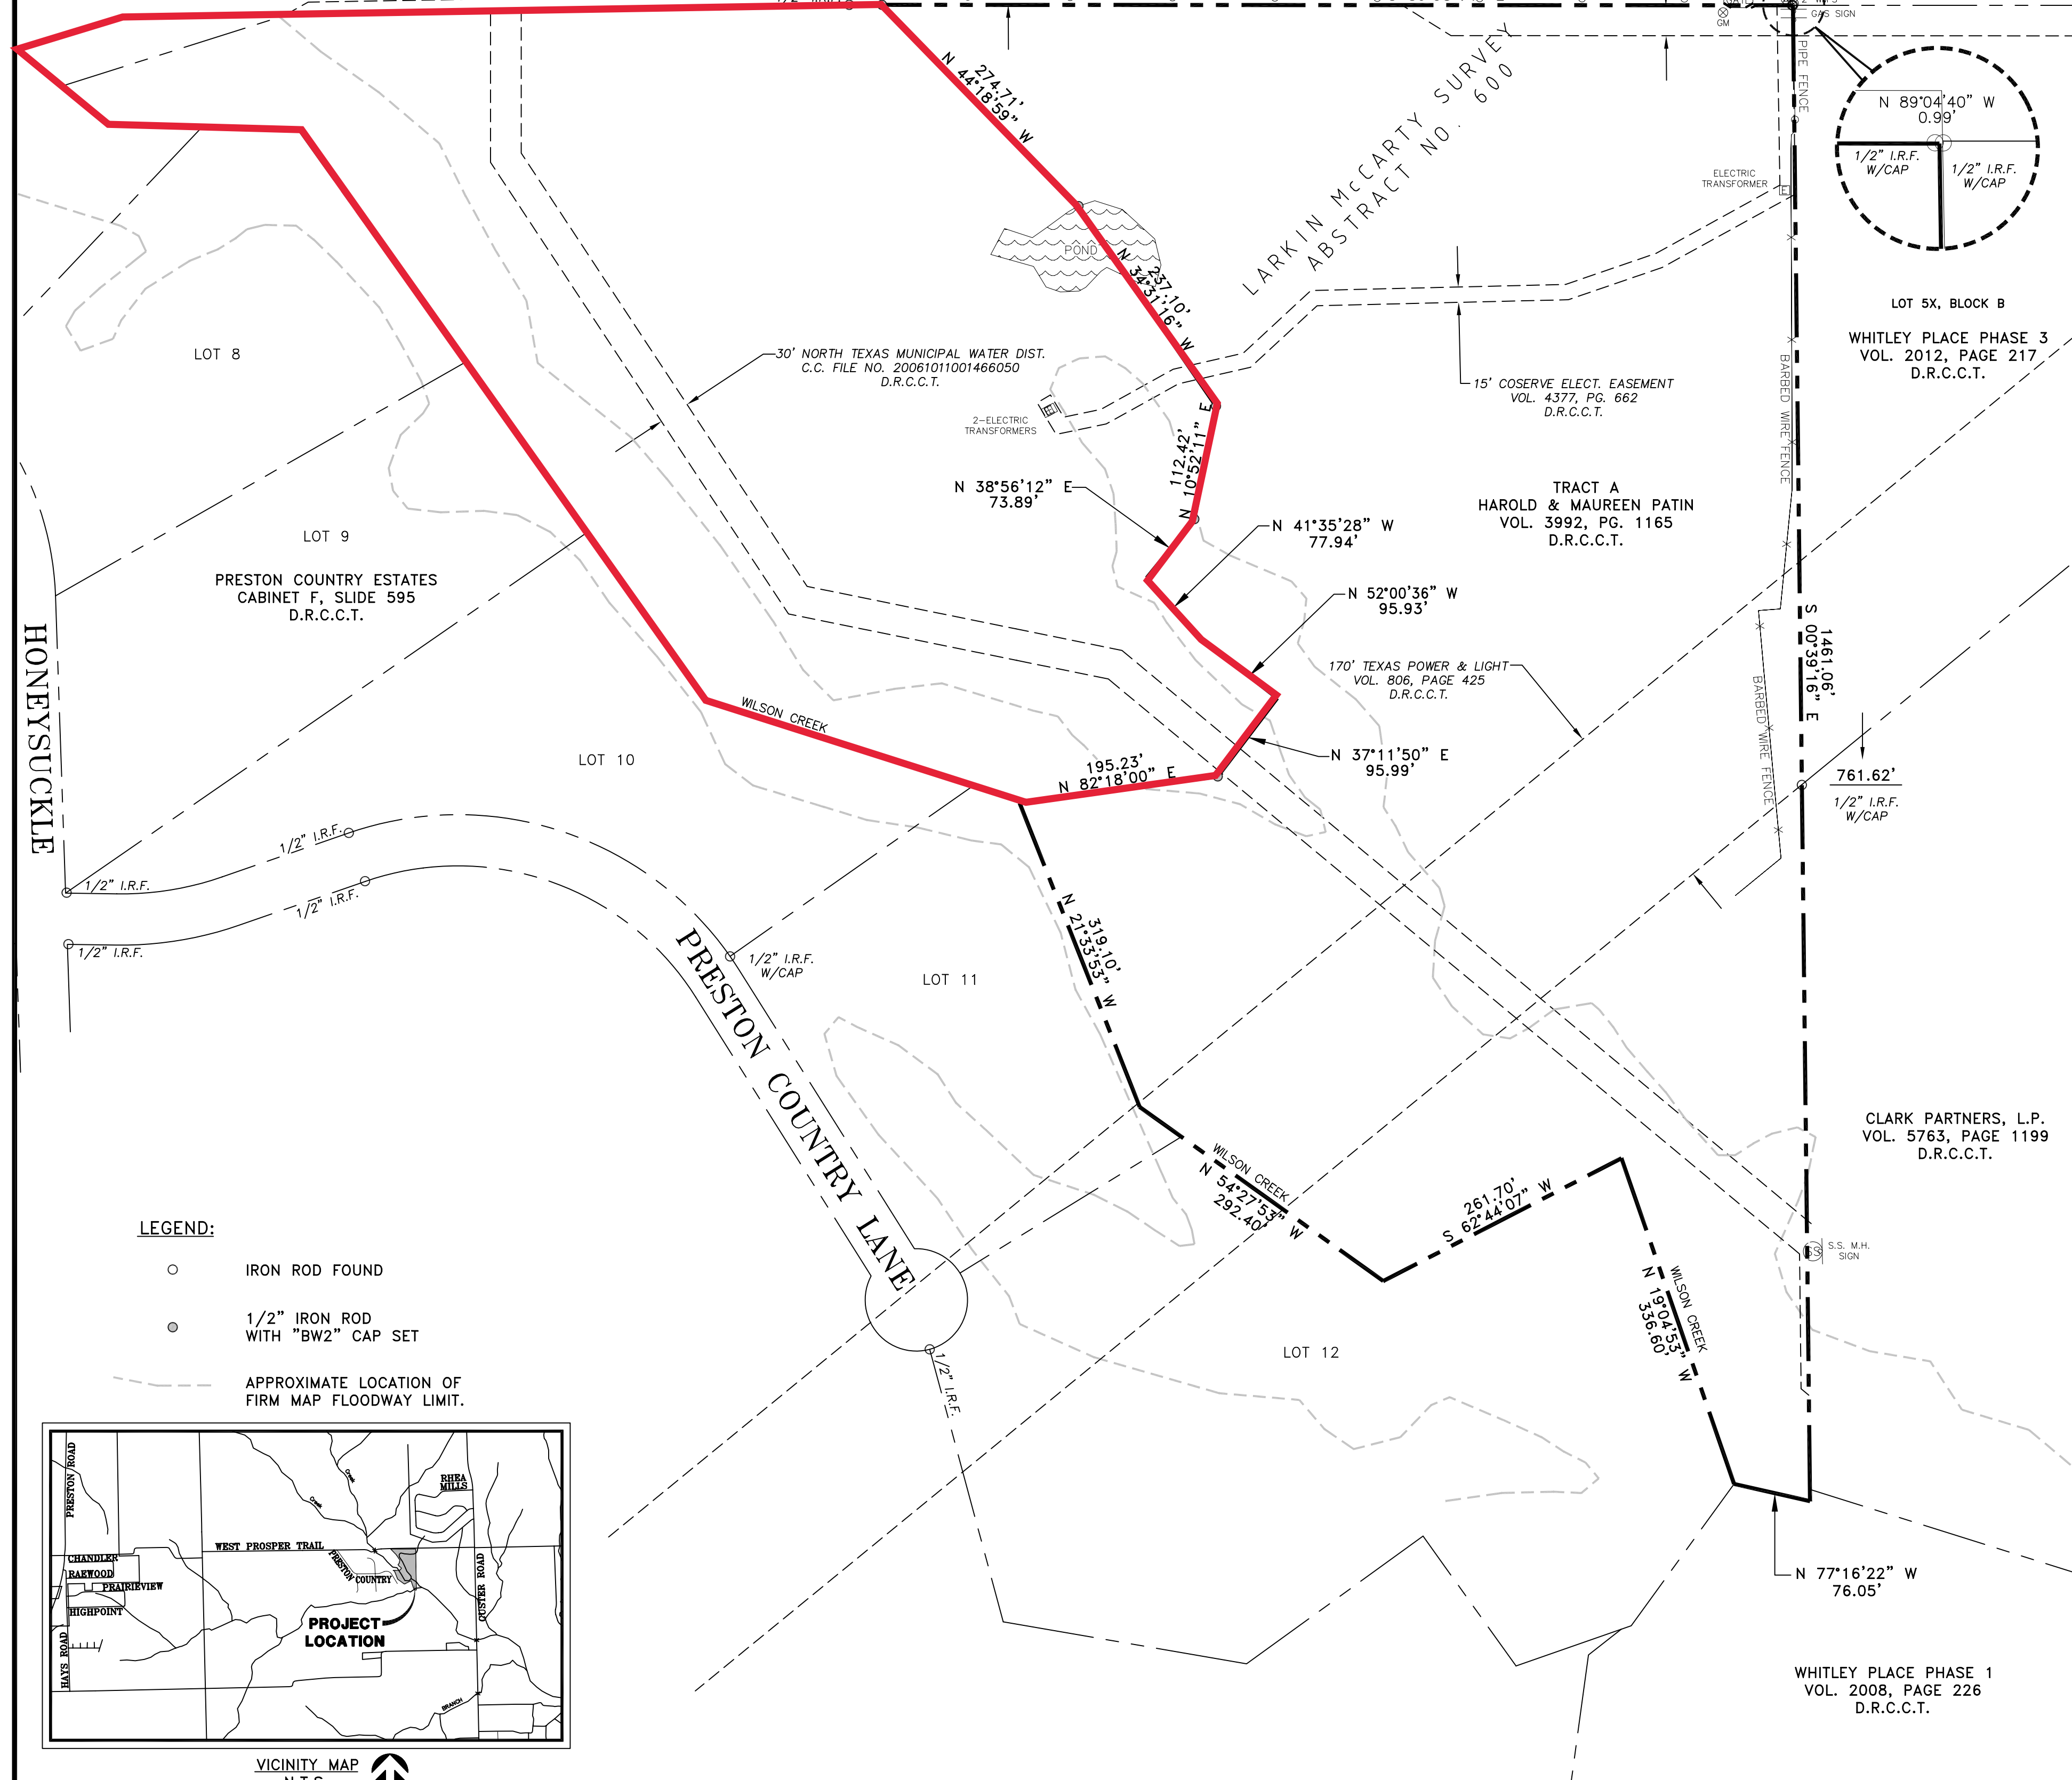 GM
GAS SIGN
PIPE FENCE
274.71'
N 44°18'59" W
LARKIN McCARTY SURVEY
ABSTRACT NO. 600
N 89°04'40" W
0.99'
1/2" I.R.F.
W/CAP
1/2" I.R.F.
W/CAP
ELECTRIC
TRANSFORMER
E
POND
237.10'
N 34°31'16" W
LOT 5X, BLOCK B
WHITLEY PLACE PHASE 3
VOL. 2012, PAGE 217
D.R.C.C.T.
LOT 8
30' NORTH TEXAS MUNICIPAL WATER DIST.
C.C. FILE NO. 20061011001466050
D.R.C.C.T.
15' COSERVE ELECT. EASEMENT
VOL. 4377, PG. 662
D.R.C.C.T.
2-ELECTRIC
TRANSFORMERS
BARBED WIRE FENCE
112.42'
N 10°52'11" E
N 38°56'12" E
73.89'
TRACT A
HAROLD & MAUREEN PATIN
VOL. 3992, PG. 1165
D.R.C.C.T.
N 41°35'28" W
77.94'
LOT 9
PRESTON COUNTRY ESTATES
CABINET F, SLIDE 595
D.R.C.C.T.
N 52°00'36" W
95.93'
1461.06'
S 00°39'16" E
HONEYSUCKLE
170' TEXAS POWER & LIGHT
VOL. 806, PAGE 425
D.R.C.C.T.
BARBED WIRE FENCE
WILSON CREEK
LOT 10
195.23'
N 82°18'00" E
N 37°11'50" E
95.99'
761.62'
1/2" I.R.F.
W/CAP
1/2" I.R.F.
1/2" I.R.F.
1/2" I.R.F.
1/2" I.R.F.
319.10'
N 21°33'53" W
1/2" I.R.F.
W/CAP
LOT 11
PRESTON COUNTRY LANE
CLARK PARTNERS, L.P.
VOL. 5763, PAGE 1199
D.R.C.C.T.
WILSON CREEK
N 54°27'53" W
292.40'
261.70'
S 62°44'07" W
SS
S.S. M.H.
SIGN
WILSON CREEK
N 19°04'53" W
336.60'
LOT 12
1/2" I.R.F.
LEGEND:
IRON ROD FOUND
1/2" IRON ROD
WITH "BW2" CAP SET
APPROXIMATE LOCATION OF
FIRM MAP FLOODWAY LIMIT.
PRESTON ROAD
Creek
Creek
RHEA
MILLS
WEST PROSPER TRAIL
CHANDLER
RAEWOOD
PRAIRIEVIEW
HIGHPOINT
PRESTON
COUNTRY
CUSTER ROAD
HAYS ROAD
PROJECT
LOCATION
BRANCH
VICINITY MAP
N 77°16'22" W
76.05'
WHITLEY PLACE PHASE 1
VOL. 2008, PAGE 226
D.R.C.C.T.